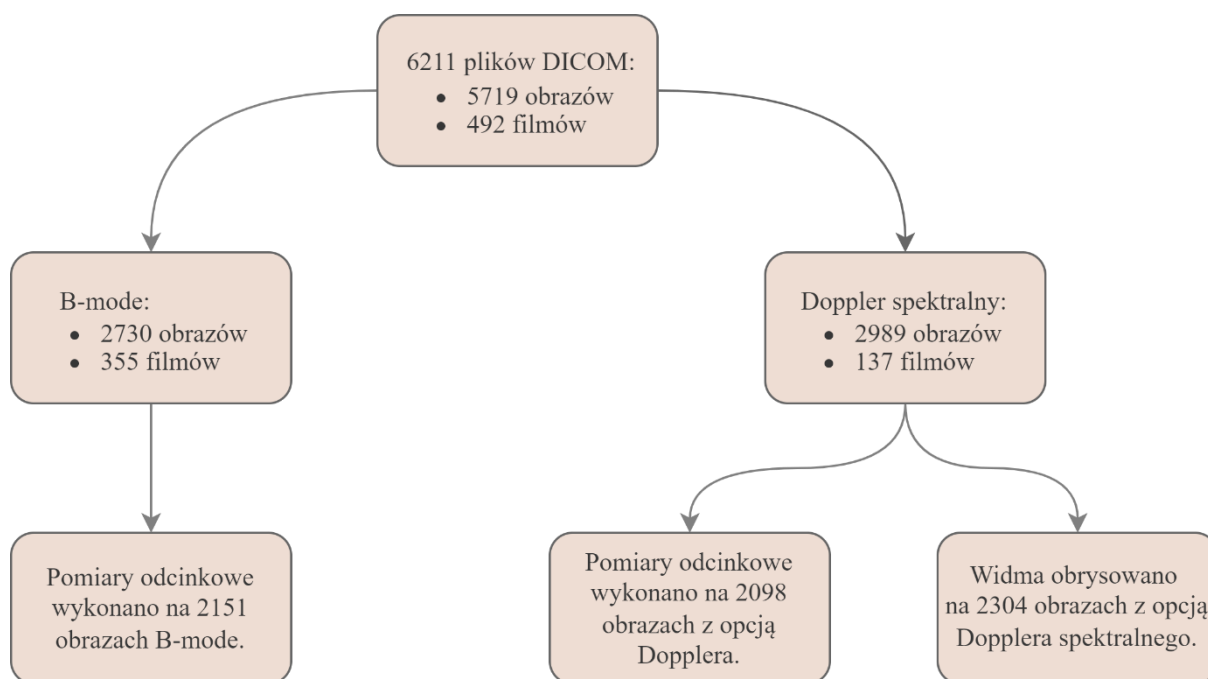 6211 plików DICOM:
• 5719 obrazów
• 492 filmów
B-mode:
• 2730 obrazów
• 355 filmów
Doppler spektralny:
• 2989 obrazów
• 137 filmów
Pomiary odcinkowe
wykonano na 2151
obrazach B-mode.
Pomiary odcinkowe
wykonano na 2098
obrazach z opcją
Dopplera.
Widma obrysowano
na 2304 obrazach z opcją
Dopplera spektralnego.